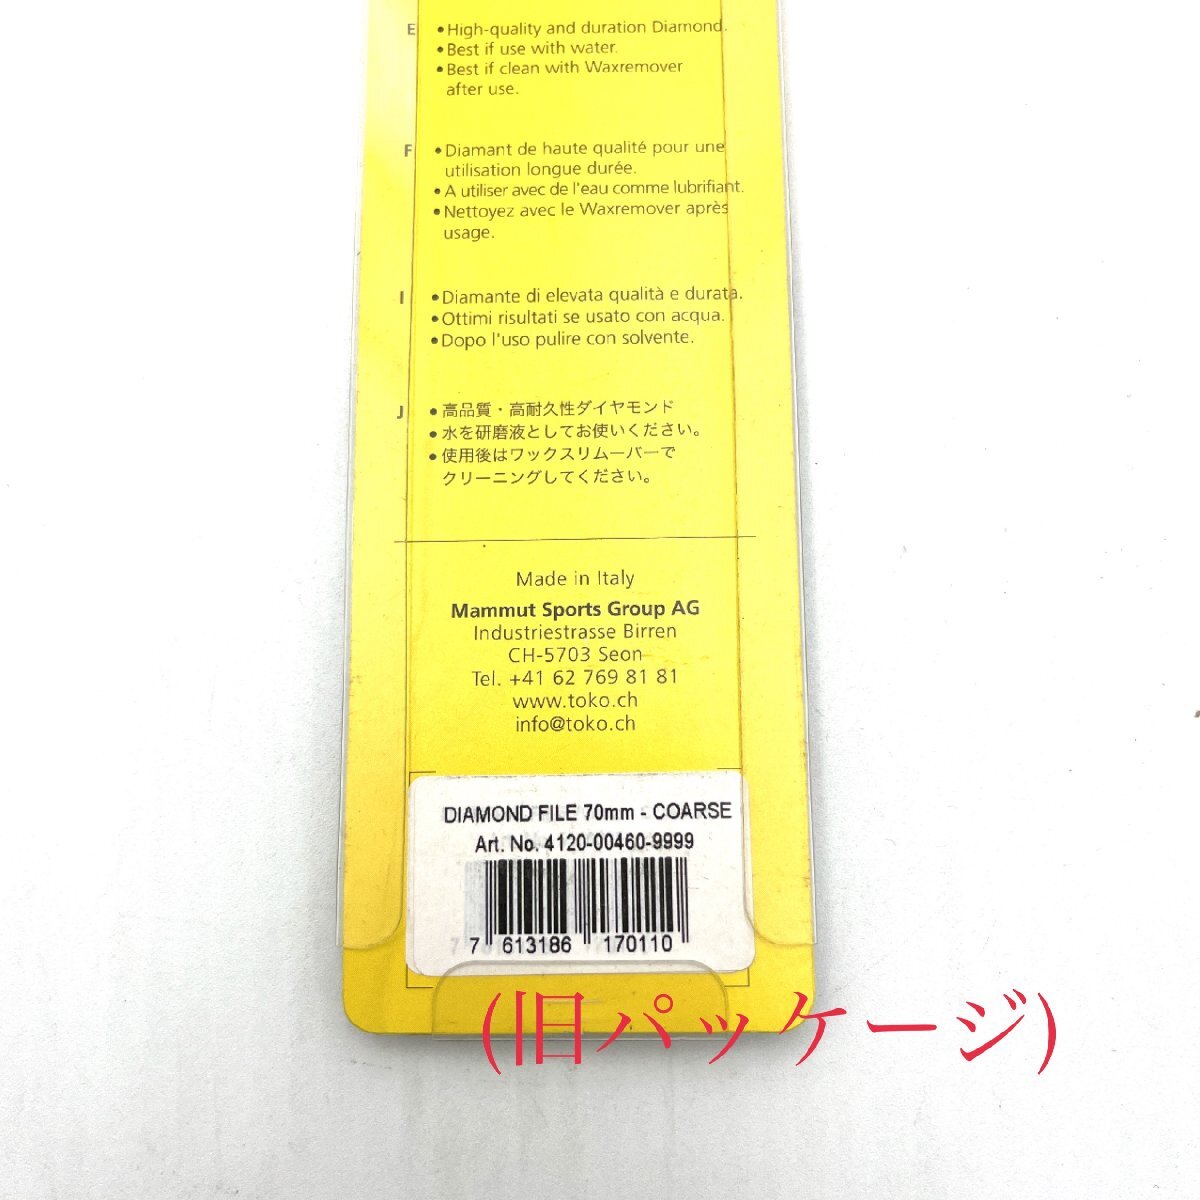 E • High-quality and duration Diamond.
• Best if use with water.
• Best if clean with Waxremover
after use.
F • Diamant de haute qualité pour une
utilisation longue durée.
• A utiliser avec de l'eau comme lubrifiant.
• Nettoyez avec le Waxremover après
usage.
I • Diamante di elevata qualità e durata.
• Ottimi risultati se usato con acqua.
• Dopo l'uso pulire con solvente.
J • 高品質・高耐久性ダイヤモンド
• 水を研磨液としてお使いください。
• 使用後はワックスリムーバーで
クリーニングしてください。
Made in Italy
Mammut Sports Group AG
Industriestrasse Birren
CH-5703 Seon
Tel. +41 62 769 81 81
www.toko.ch
info@toko.ch
DIAMOND FILE 70mm - COARSE
Art. No. 4120-00460-9999
7 613186 170110
(旧パッケージ)